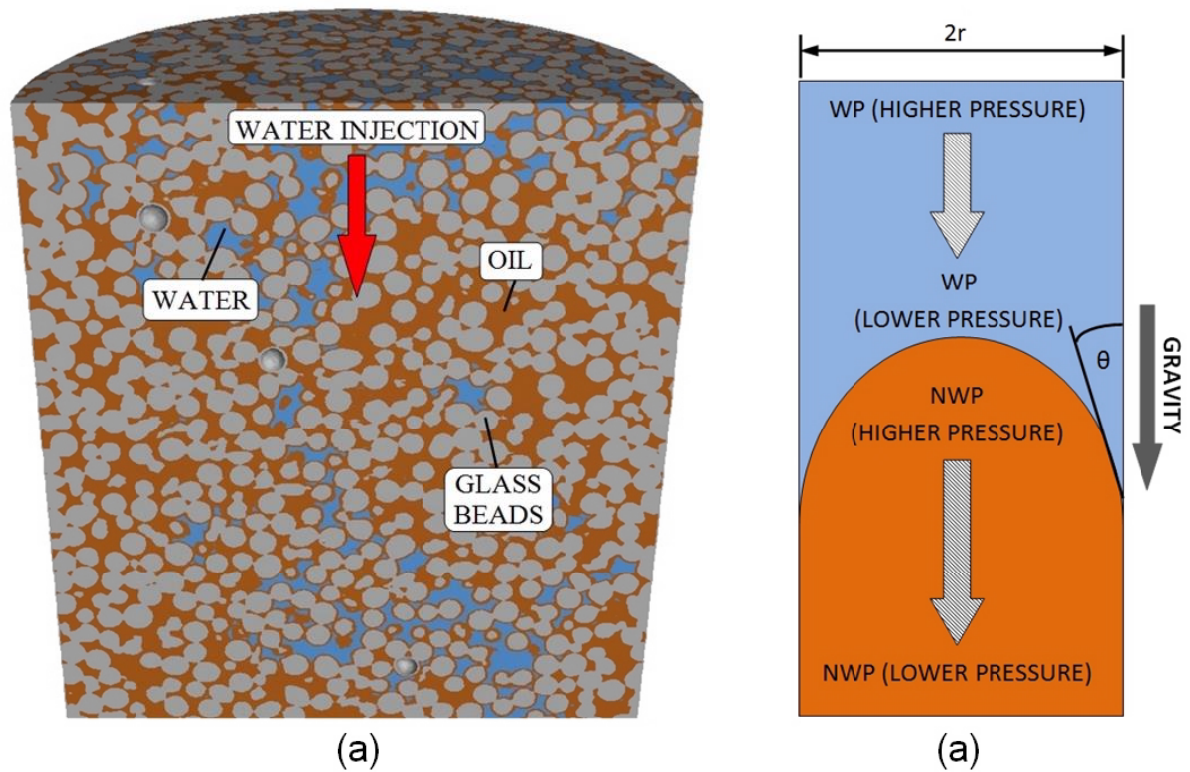 WATER INJECTION
OIL
WATER
GLASS
BEADS
(a)
2r
WP (HIGHER PRESSURE)
WP
(LOWER PRESSURE)
θ
GRAVITY
NWP
(HIGHER PRESSURE)
NWP (LOWER PRESSURE)
(a)